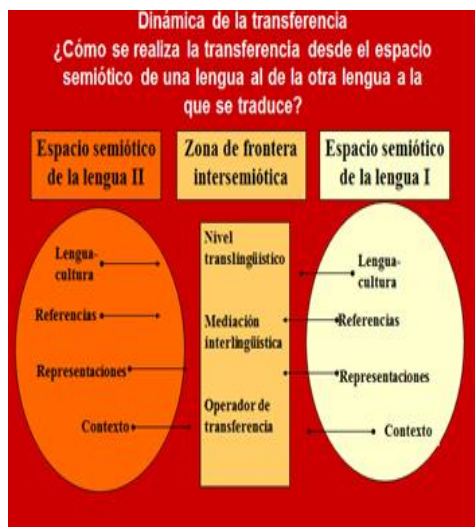 Dinámica de la transferencia
¿Cómo se realiza la transferencia desde el espacio
semiótico de una lengua al de la otra lengua a la
que se traduce?
Espacio semiótico
de la lengua II
Zona de frontera
intersemiótica
Espacio semiótico
de la lengua I
Lengua-
cultura
Referencias
Representaciones
Contexto
Nivel
translingüístico
Mediación
interlingüística
Operador de
transferencia
Lengua-
cultura
Referencias
Representaciones
Contexto